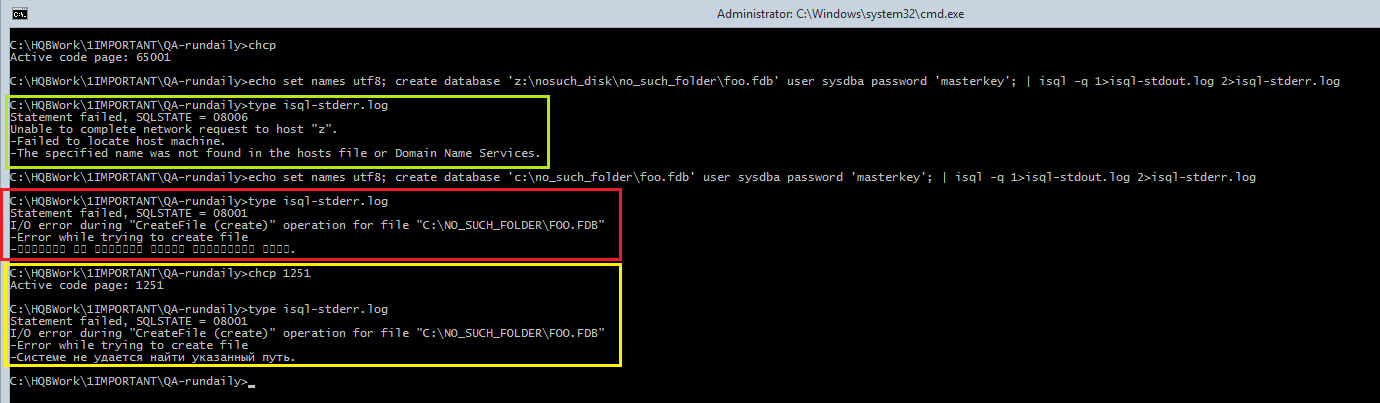 Administrator: C:\Windows\system32\cmd.exe
C:\HQBWork\1IMPORTANT\QA-rundaily>chcp
Active code page: 65001
C:\HQBWork\1IMPORTANT\QA-rundaily>echo set names utf8; create database 'z:\nosuch_disk\no_such_folder\foo.fdb' user sysdba password 'masterkey'; | isql -q 1>isql-stdout.log 2>isql-stderr.log
C:\HQBWork\1IMPORTANT\QA-rundaily>type isql-stderr.log
Statement failed, SQLSTATE = 08006
Unable to complete network request to host "z".
-Failed to locate host machine.
-The specified name was not found in the hosts file or Domain Name Services.
C:\HQBWork\1IMPORTANT\QA-rundaily>echo set names utf8; create database 'c:\no_such_folder\foo.fdb' user sysdba password 'masterkey'; | isql -q 1>isql-stdout.log 2>isql-stderr.log
C:\HQBWork\1IMPORTANT\QA-rundaily>type isql-stderr.log
Statement failed, SQLSTATE = 08001
I/O error during "CreateFile (create)" operation for file "C:\NO_SUCH_FOLDER\FOO.FDB"
-Error while trying to create file
-▯▯▯▯▯▯▯ ▯▯ ▯▯▯▯▯▯▯ ▯▯▯▯▯ ▯▯▯▯▯▯▯▯▯ ▯▯▯▯.
C:\HQBWork\1IMPORTANT\QA-rundaily>chcp 1251
Active code page: 1251
C:\HQBWork\1IMPORTANT\QA-rundaily>type isql-stderr.log
Statement failed, SQLSTATE = 08001
I/O error during "CreateFile (create)" operation for file "C:\NO_SUCH_FOLDER\FOO.FDB"
-Error while trying to create file
-Системе не удается найти указанный путь.
C:\HQBWork\1IMPORTANT\QA-rundaily>_